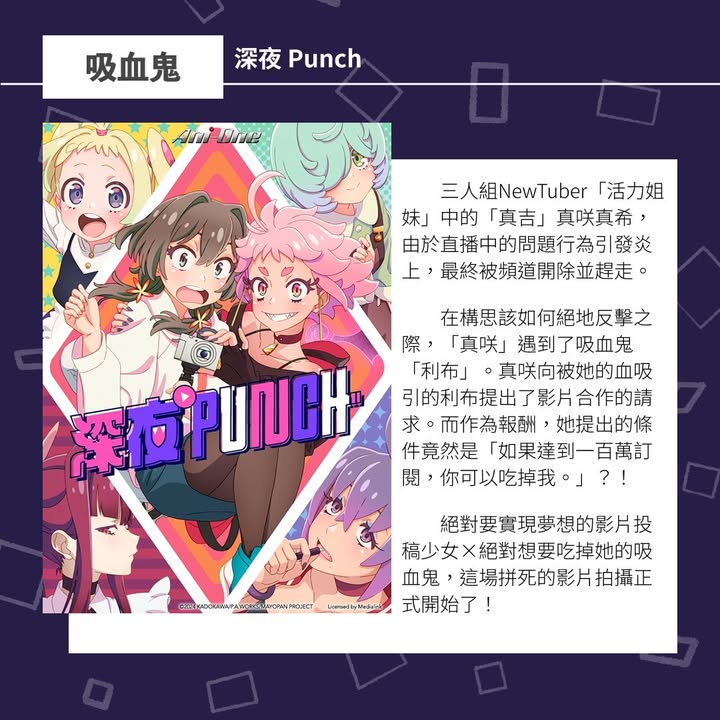 吸血鬼
深夜 Punch
Ani-One
深夜PUNCH
©2024 KADOKAWA/P.A.WORKS/MAYOPAN PROJECT
Licensed by Medialink
三人組NewTuber「活力姐
妹」中的「真吉」真咲真希，
由於直播中的問題行為引發炎
上，最終被頻道開除並趕走。
在構思該如何絕地反擊之
際，「真咲」遇到了吸血鬼
「利布」。真咲向被她的血吸
引的利布提出了影片合作的請
求。而作為報酬，她提出的條
件竟然是「如果達到一百萬訂
閱，你可以吃掉我。」？！
絕對要實現夢想的影片投
稿少女×絕對想要吃掉她的吸
血鬼，這場拼死的影片拍攝正
式開始了！